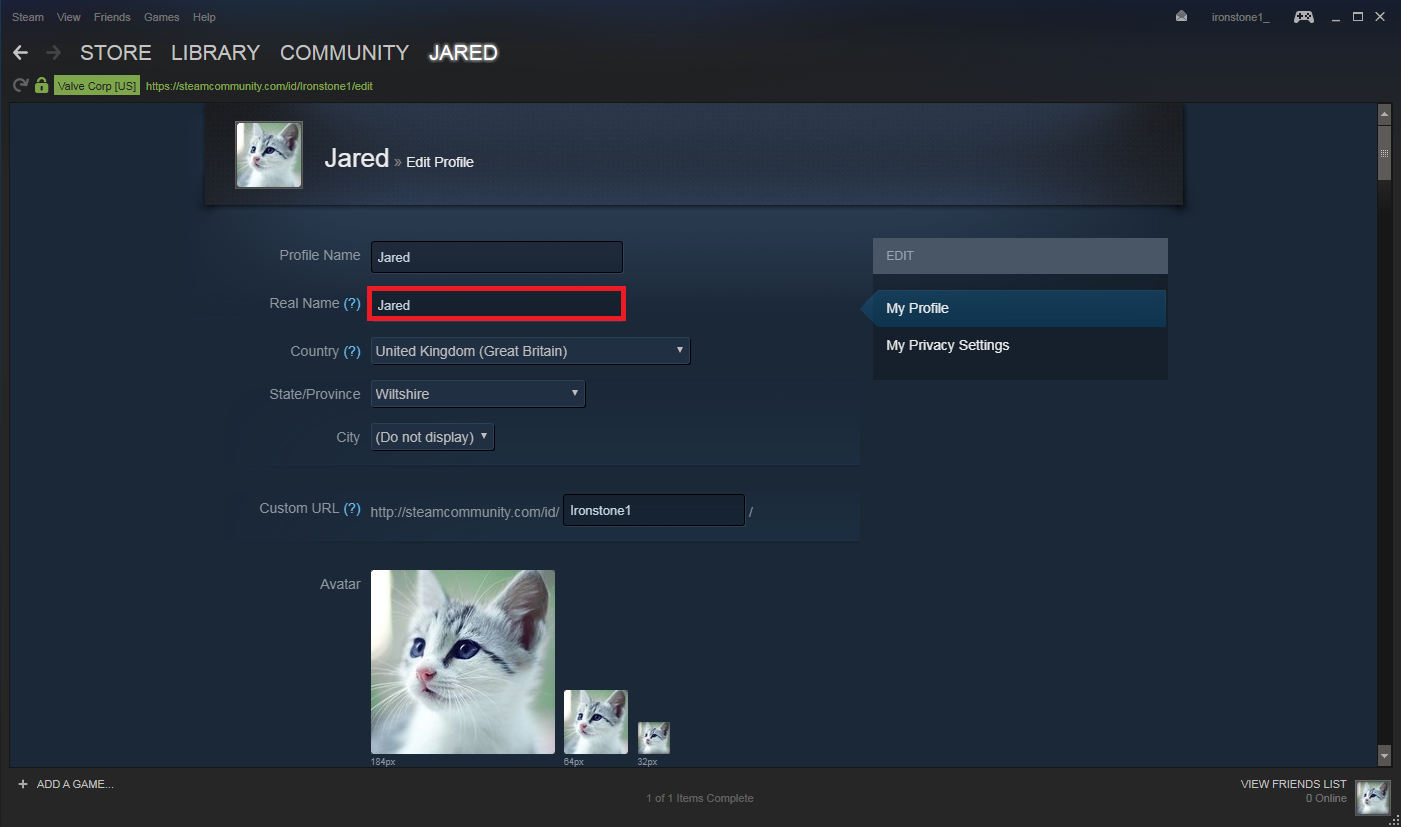 Steam View Friends Games Help ironstone1_
STORE LIBRARY COMMUNITY JARED
Valve Corp [US] https://steamcommunity.com/id/Ironstone1/edit
Jared » Edit Profile
Profile Name Jared
Real Name (?) Jared
Country (?) United Kingdom (Great Britain)
State/Province Wiltshire
City (Do not display)
Custom URL (?) http://steamcommunity.com/id/ Ironstone1 /
Avatar
184px 64px 32px
EDIT
My Profile
My Privacy Settings
+ ADD A GAME...
1 of 1 Items Complete
VIEW FRIENDS LIST
0 Online